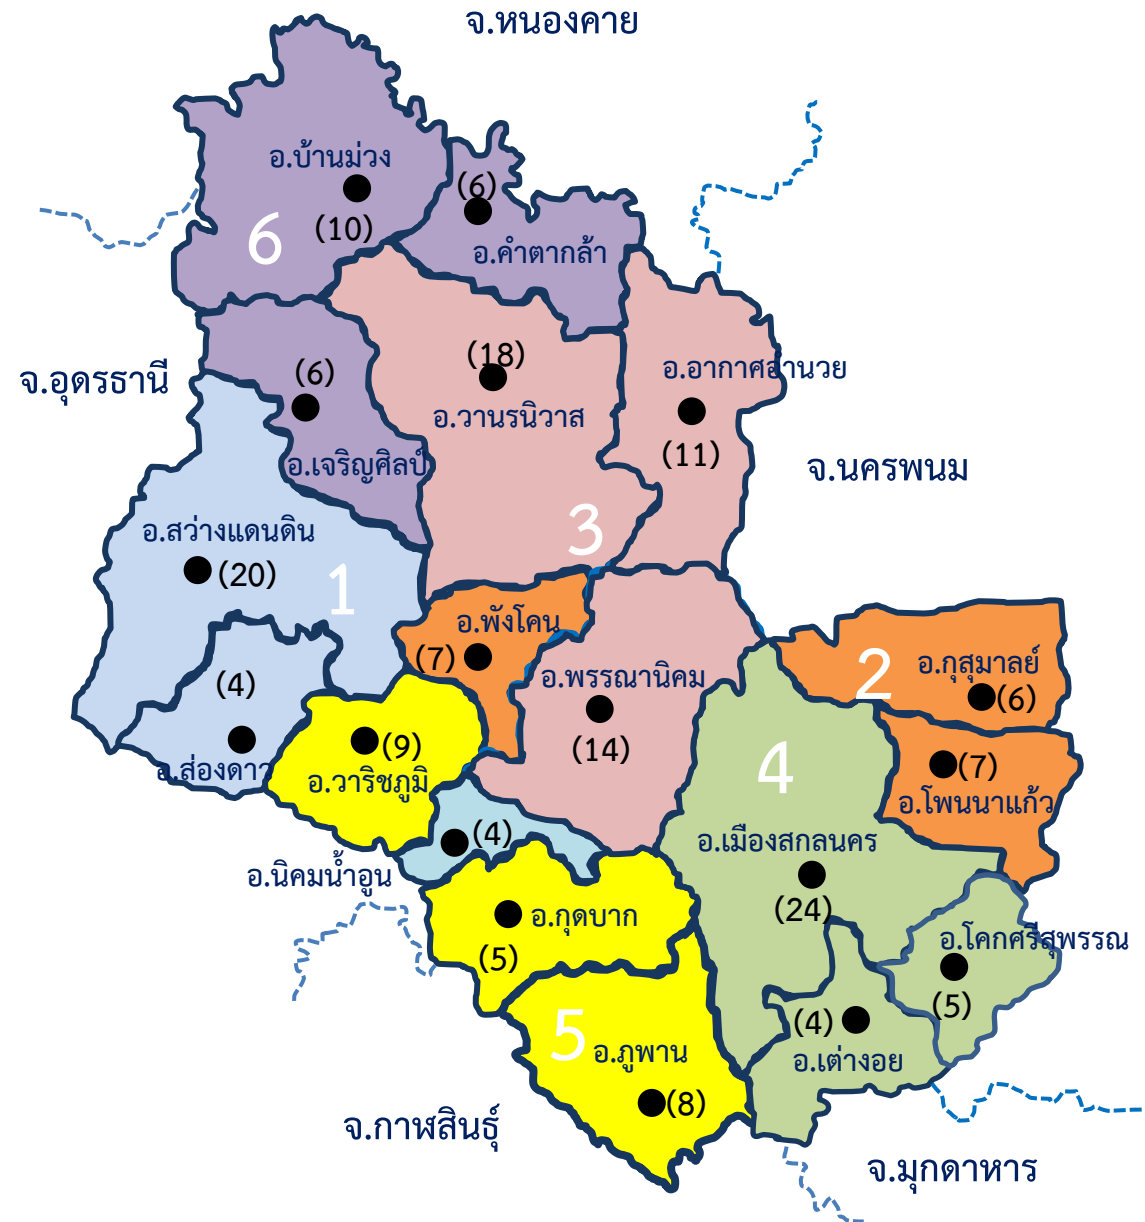 จ.หนองคาย
อ.บ้านม่วง
(10)
6
(6)
อ.คำตากล้า
จ.อุดรธานี
(6)
อ.เจริญศิลป์
(18)
อ.วานรนิวาส
3
อ.อากาศอำนวย
(11)
จ.นครพนม
อ.สว่างแดนดิน
(20)
1
(4)
อ.ส่องดาว
อ.พังโคน
(7)
อ.พรรณานิคม
(14)
2
อ.กุสุมาลย์
(6)
(7)
อ.โพนนาแก้ว
(9)
อ.วาริชภูมิ
4
(4)
อ.นิคมน้ำอูน
อ.เมืองสกลนคร
(24)
อ.กุดบาก
(5)
อ.โคกศรีสุพรรณ
(5)
(4)
อ.เต่างอย
5
อ.ภูพาน
(8)
จ.กาฬสินธุ์
จ.มุกดาหาร